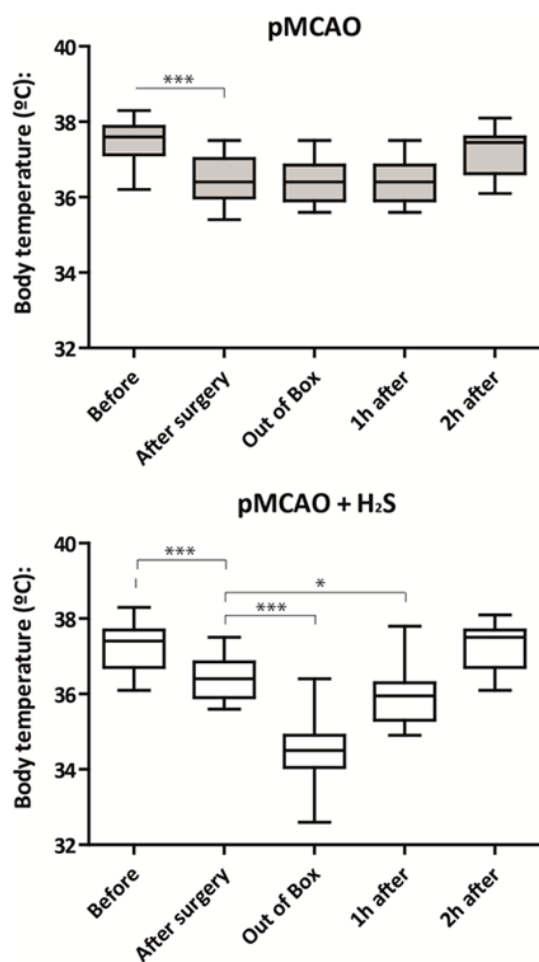 pMCAO
Body temperature (ºC):
40
38
36
34
32
***
Before
After surgery
Out of Box
1h after
2h after
pMCAO + H₂S
Body temperature (ºC):
40
38
36
34
32
***
*
***
Before
After surgery
Out of Box
1h after
2h after